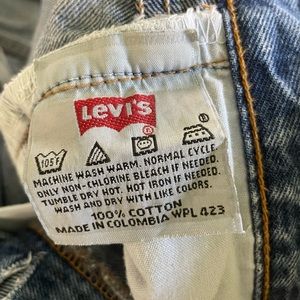 Levi's
105F
MACHINE WASH WARM. NORMAL CYCLE.
ONLY NON-CHLORINE BLEACH IF NEEDED.
TUMBLE DRY HOT. HOT IRON IF NEEDED.
WASH AND DRY WITH LIKE COLORS.
100% COTTON
MADE IN COLOMBIA WPL 423